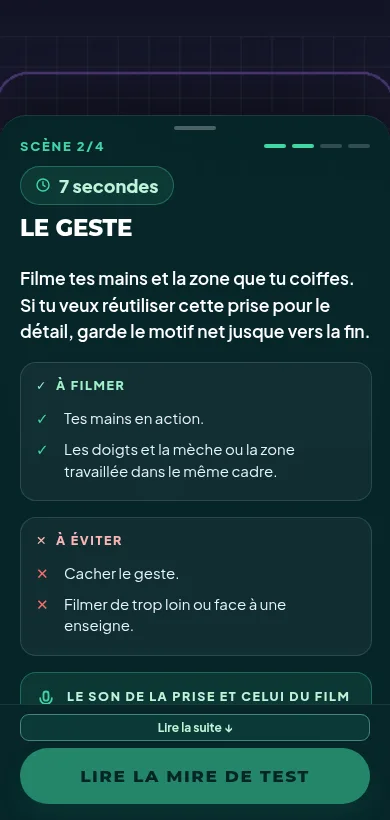 SCÈNE 2/4
7 secondes
LE GESTE
Filme tes mains et la zone que tu coiffes.
Si tu veux réutiliser cette prise pour le
détail, garde le motif net jusque vers la fin.
✓ À FILMER
✓ Tes mains en action.
✓ Les doigts et la mèche ou la zone
travaillée dans le même cadre.
✕ À ÉVITER
✕ Cacher le geste.
✕ Filmer de trop loin ou face à une
enseigne.
LE SON DE LA PRISE ET CELUI DU FILM
Lire la suite ↓
LIRE LA MIRE DE TEST